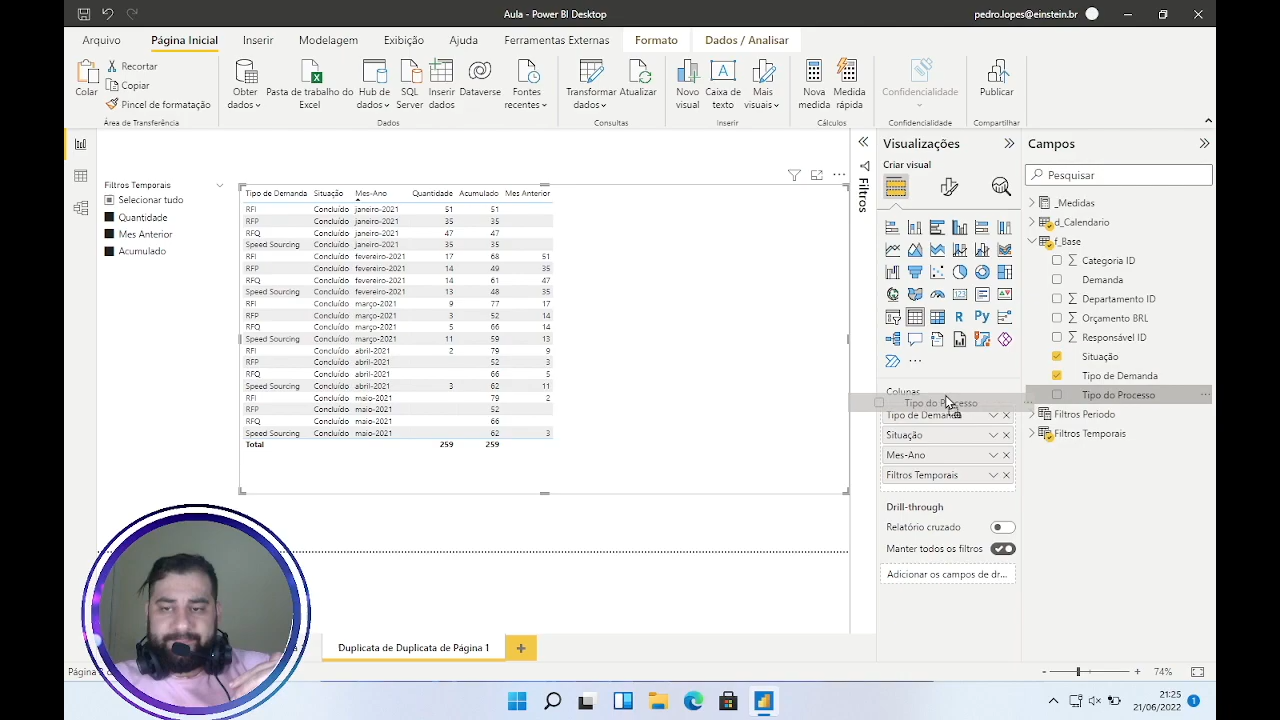 Aula - Power BI Desktop
pedro.lopes@einstein.br
Arquivo
Página Inicial
Inserir
Modelagem
Exibição
Ajuda
Ferramentas Externas
Formato
Dados / Analisar
Colar
Recortar
Copiar
Pincel de formatação
Área de Transferência
Obter dados
Pasta de trabalho do Excel
Hub de dados
SQL Server
Inserir dados
Dataverse
Fontes recentes
Dados
Transformar dados
Atualizar
Consultas
Novo visual
Caixa de texto
Mais visuais
Inserir
Nova medida
Medida rápida
Cálculos
Confidencialidade
Confidencialidade
Publicar
Compartilhar
Filtros Temporais
Selecionar tudo
Quantidade
Mes Anterior
Acumulado
Tipo de Demanda Situação Mes-Ano Quantidade Acumulado Mes Anterior
RFI Concluído janeiro-2021 51 51
RFP Concluído janeiro-2021 35 35
RFQ Concluído janeiro-2021 47 47
Speed Sourcing Concluído janeiro-2021 35 35
RFI Concluído fevereiro-2021 17 68 51
RFP Concluído fevereiro-2021 14 49 35
RFQ Concluído fevereiro-2021 14 61 47
Speed Sourcing Concluído fevereiro-2021 13 48 35
RFI Concluído março-2021 9 77 17
RFP Concluído março-2021 3 52 14
RFQ Concluído março-2021 5 66 14
Speed Sourcing Concluído março-2021 11 59 13
RFI Concluído abril-2021 2 79 9
RFP Concluído abril-2021 52 3
RFQ Concluído abril-2021 66 5
Speed Sourcing Concluído abril-2021 3 62 11
RFI Concluído maio-2021 79 2
RFP Concluído maio-2021 52
RFQ Concluído maio-2021 66
Speed Sourcing Concluído maio-2021 62 3
Total 259 259
Filtros
Visualizações
Criar visual
R
Py
Colunas
Tipo do Processo
Tipo de Demanda
Situação
Mes-Ano
Filtros Temporais
Drill-through
Relatório cruzado
Manter todos os filtros
Adicionar os campos de dr...
Campos
Pesquisar
_Medidas
d_Calendario
f_Base
Categoria ID
Demanda
Departamento ID
Orçamento BRL
Responsável ID
Situação
Tipo de Demanda
Tipo do Processo
Filtros Periodo
Filtros Temporais
Duplicata de Duplicata de Página 1
74%
21:25
21/06/2022
1